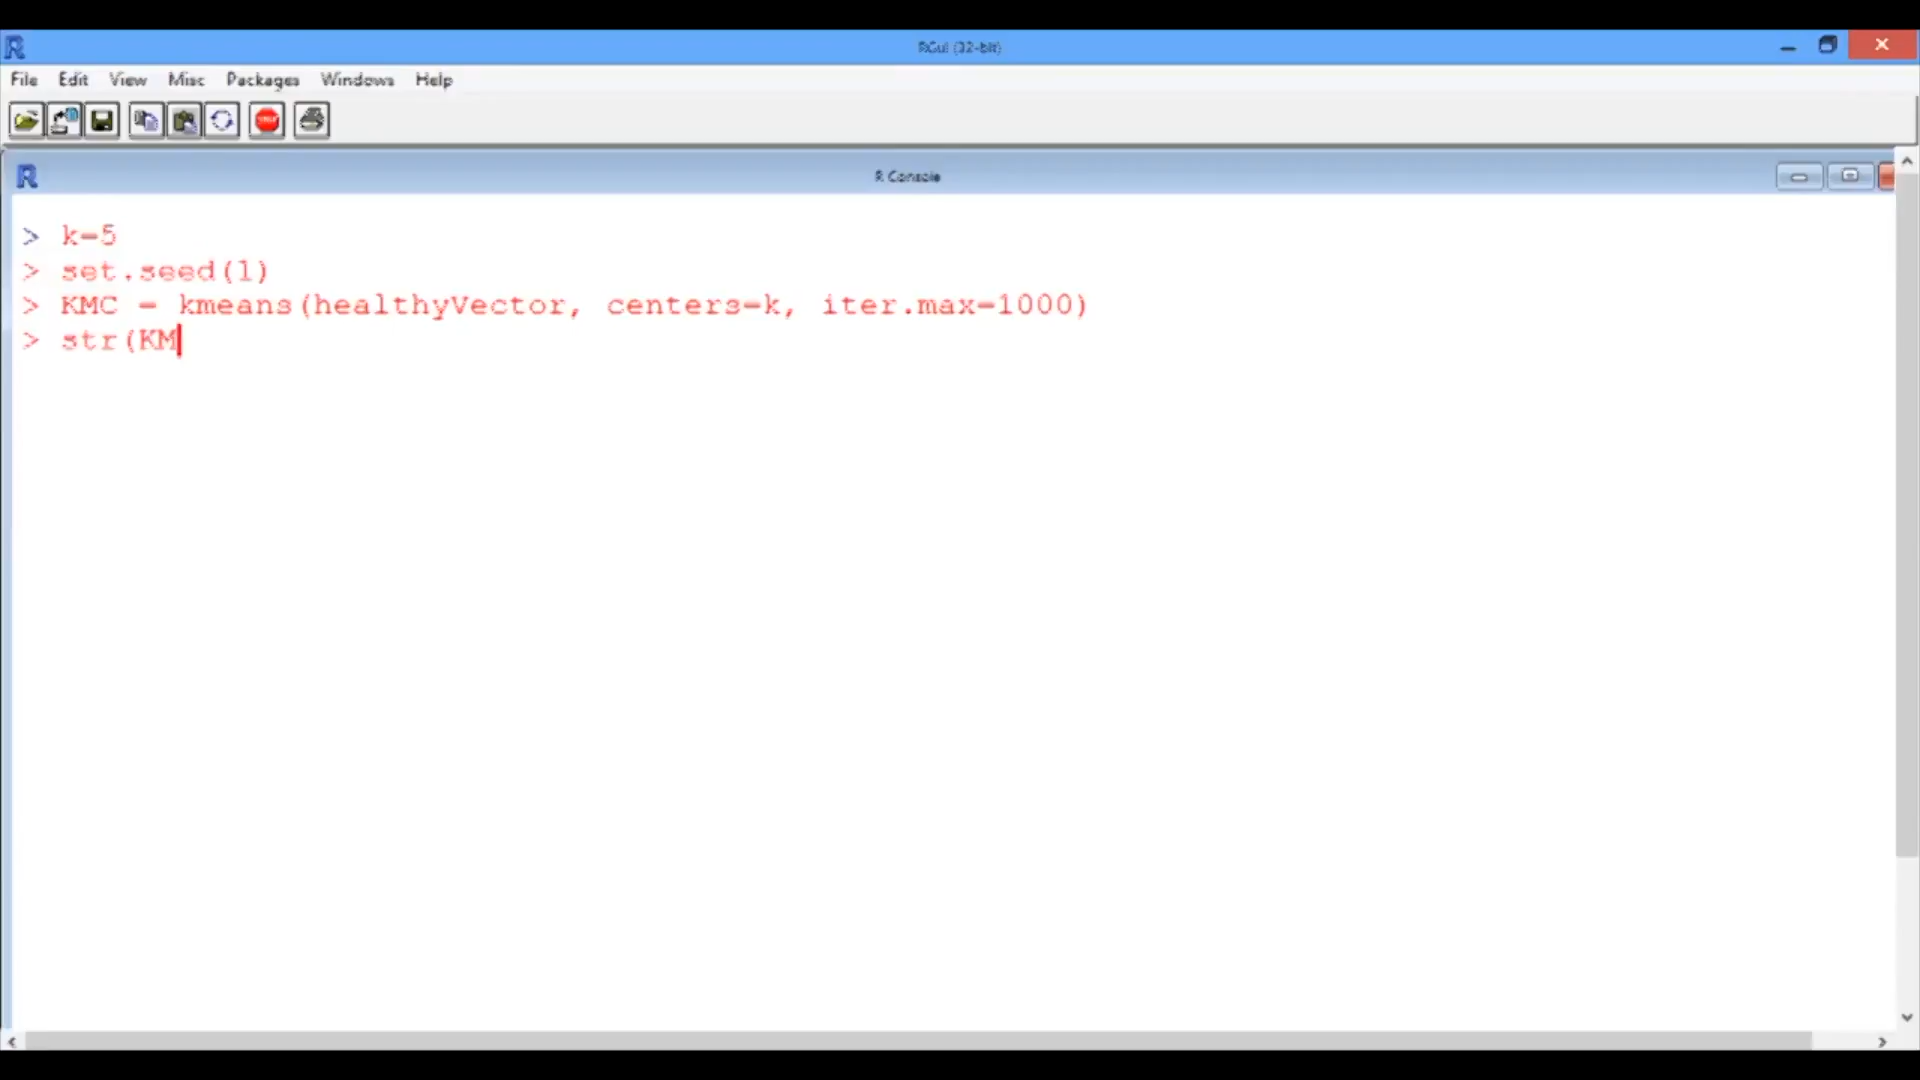 RGui (32-bit)
File Edit View Misc Packages Windows Help
STOP
R Console
> k=5
> set.seed(1)
> KMC = kmeans(healthyVector, centers=k, iter.max=1000)
> str(KM